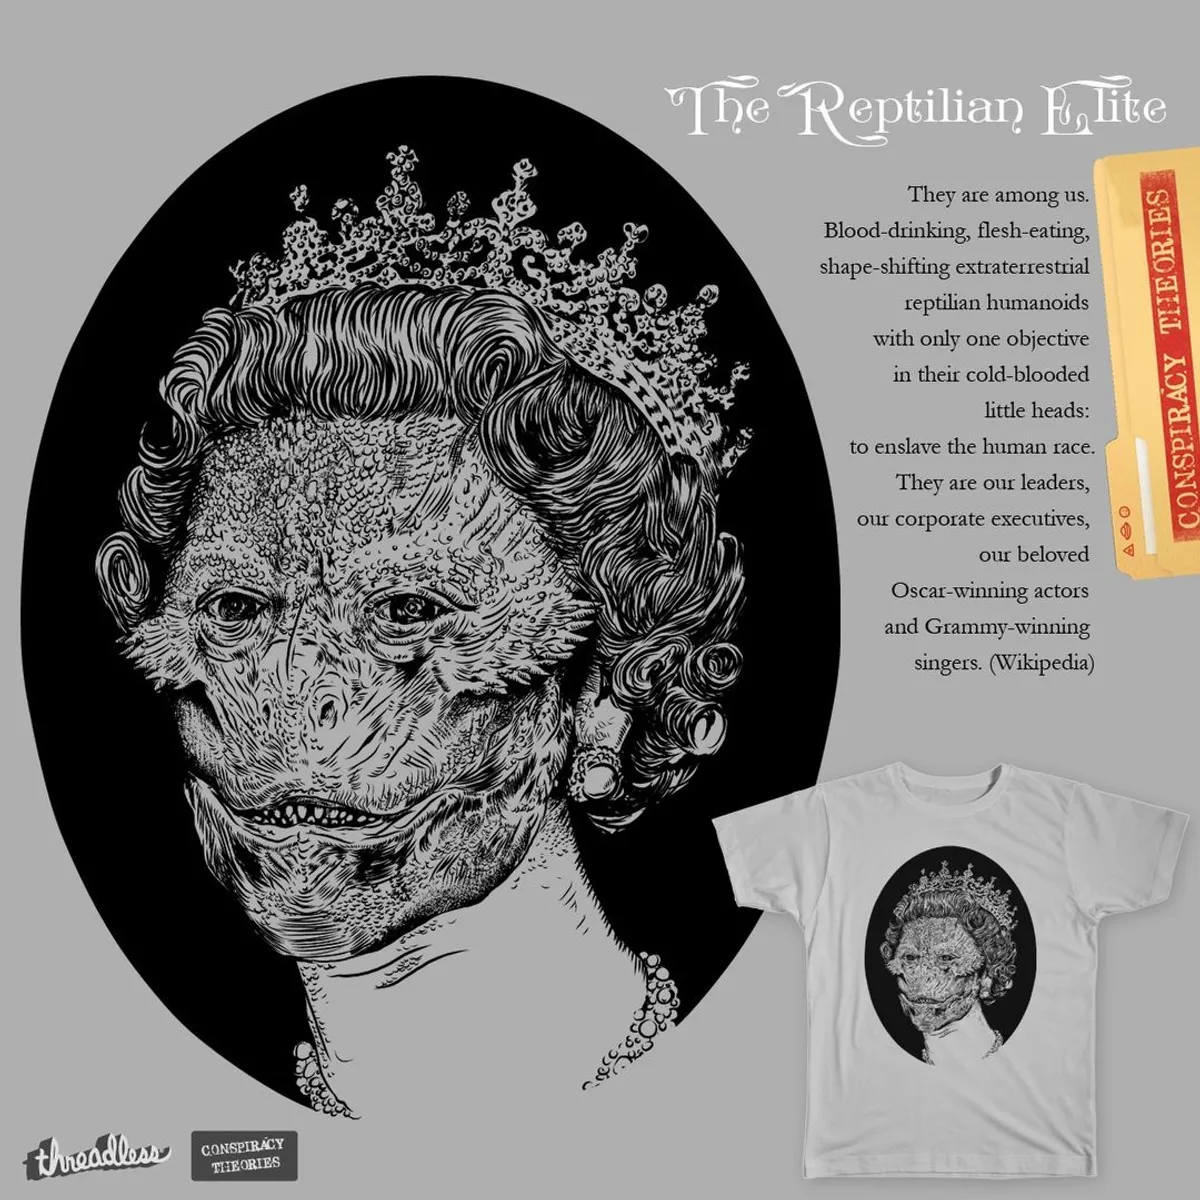 The Reptilian Elite
They are among us.
Blood-drinking, flesh-eating,
shape-shifting extraterrestrial
reptilian humanoids
with only one objective
in their cold-blooded
little heads:
to enslave the human race.
They are our leaders,
our corporate executives,
our beloved
Oscar-winning actors
and Grammy-winning
singers. (Wikipedia)
CONSPIRACY THEORIES
threadless
CONSPIRACY
THEORIES